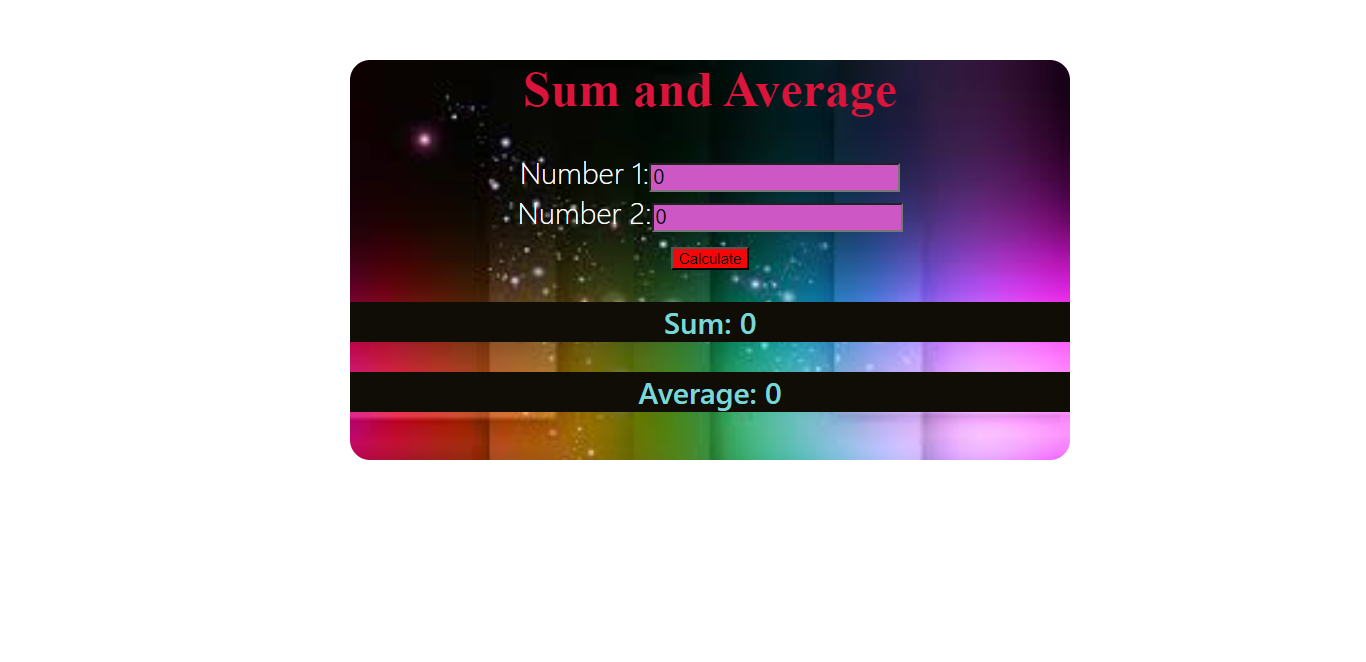 Sum and Average
Number 1: 0
Number 2: 0
Calculate
Sum: 0
Average: 0